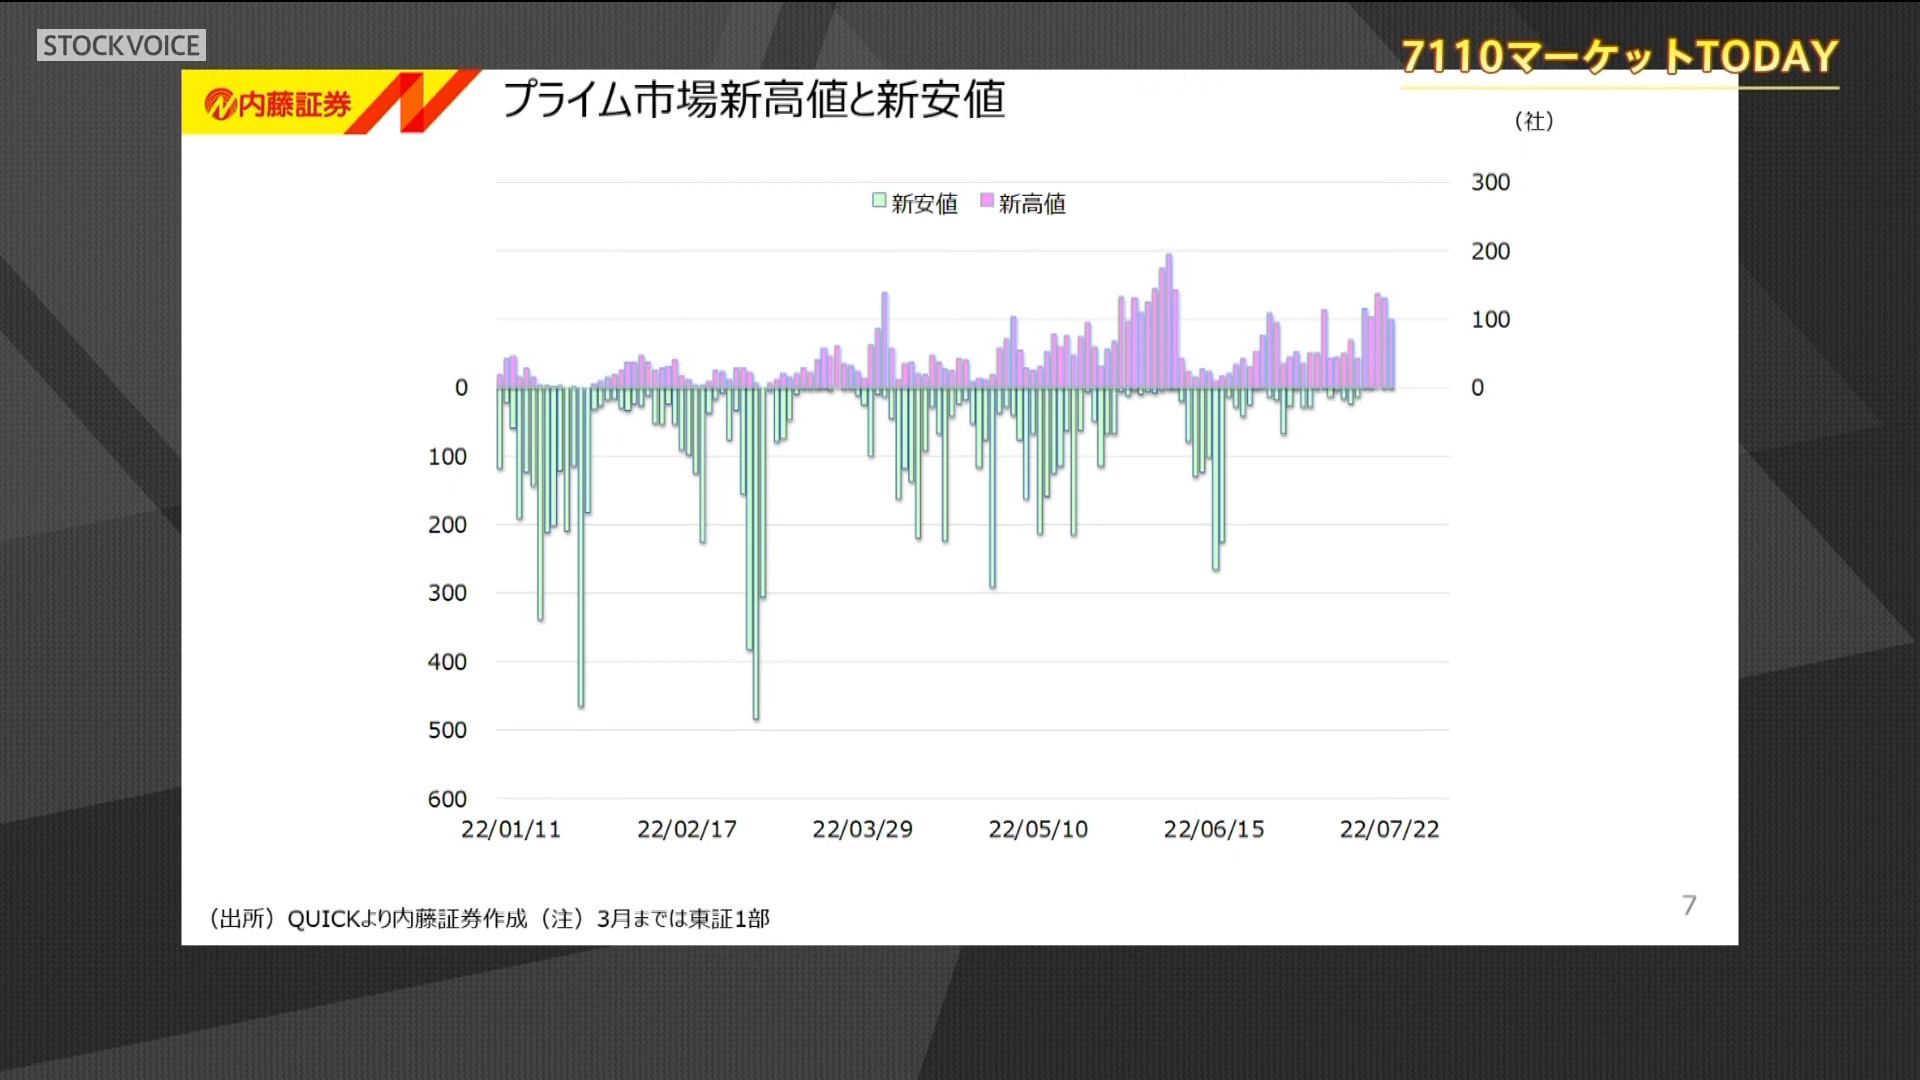 STOCKVOICE
7110マーケットTODAY
内藤証券
プライム市場新高値と新安値
（社）
新安値 新高値
300
200
100
0
0
100
200
300
400
500
600
22/01/11 22/02/17 22/03/29 22/05/10 22/06/15 22/07/22
（出所）QUICKより内藤証券作成（注）3月までは東証1部
7